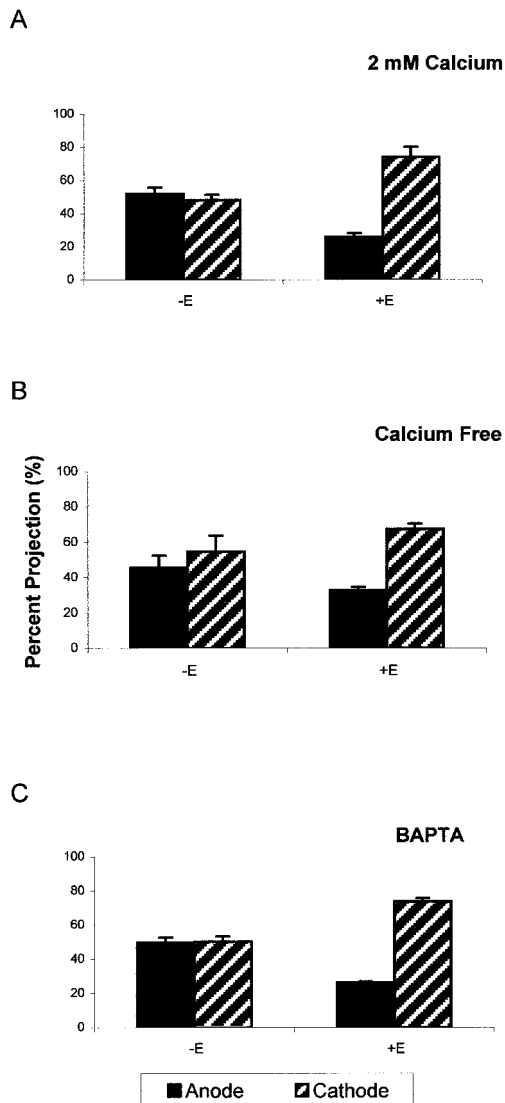 A
2 mM Calcium
100
80
60
40
20
0
-E
+E
B
Calcium Free
Percent Projection (%)
100
80
60
40
20
0
-E
+E
C
BAPTA
100
80
60
40
20
0
-E
+E
Anode Cathode